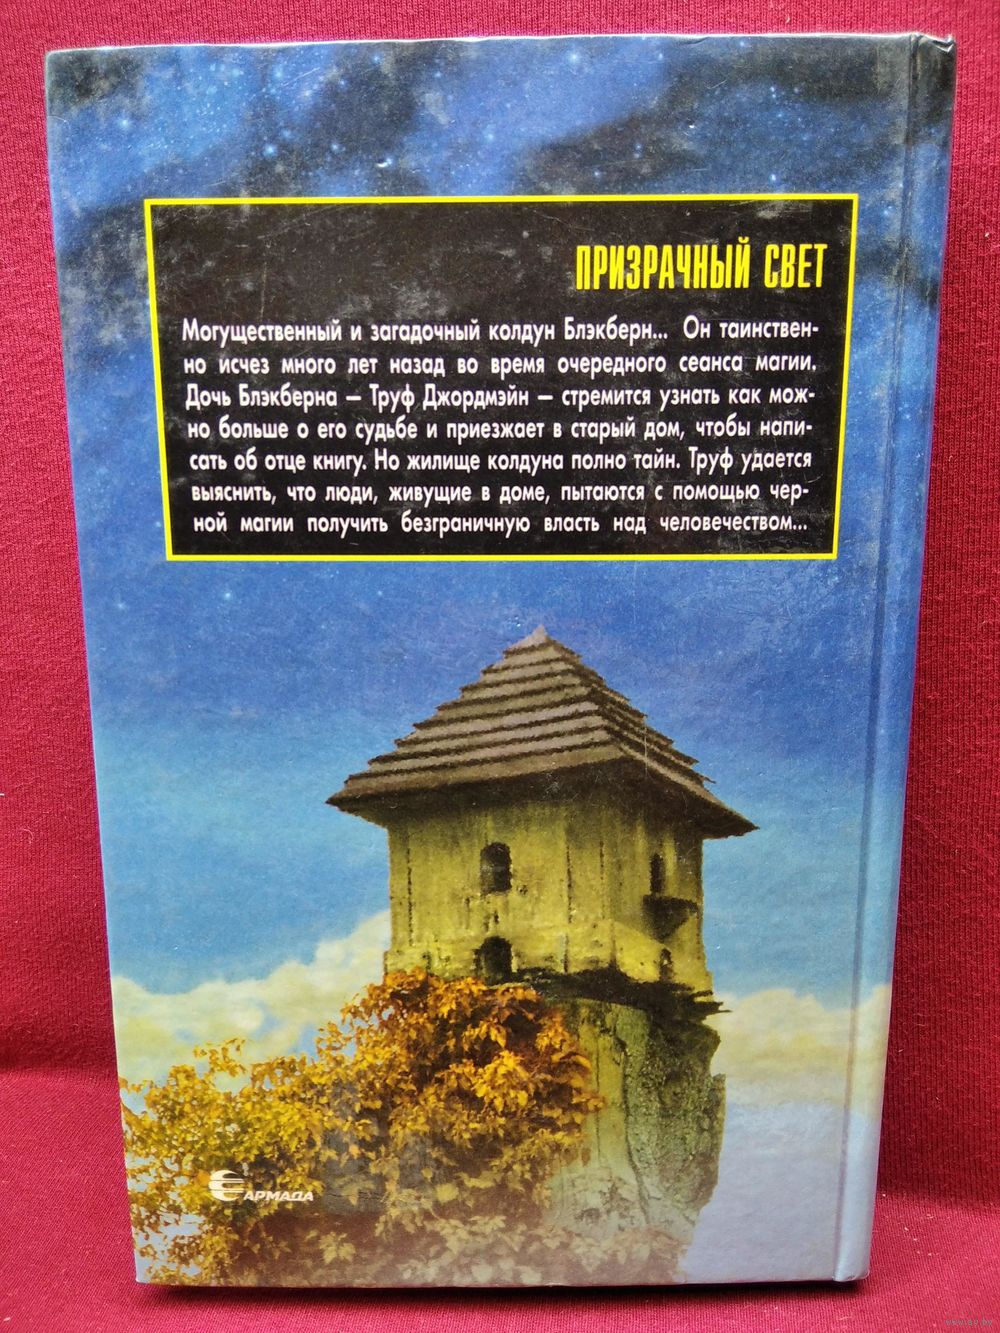 ПРИЗРАЧНЫЙ СВЕТ
Могущественный и загадочный колдун Блэкберн... Он таинствен-
но исчез много лет назад во время очередного сеанса магии.
Дочь Блэкберна – Труф Джордмэйн – стремится узнать как мож-
но больше о его судьбе и приезжает в старый дом, чтобы напи-
сать об отце книгу. Но жилище колдуна полно тайн. Труф удается
выяснить, что люди, живущие в доме, пытаются с помощью чер-
ной магии получить безграничную власть над человечеством...
АРМАДА